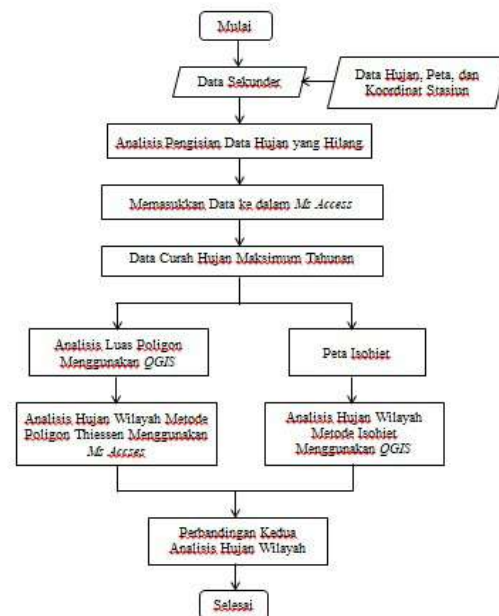 Mulai
Data Sekunder
Data Hujan, Peta, dan
Koordinat Stasiun
Analisis Pengisian Data Hujan yang Hilang
Memasukkan Data ke dalam Ms Access
Data Curah Hujan Maksimum Tahunan
Analisis Luas Poligon
Menggunakan QGIS
Peta Isohiet
Analisis Hujan Wilayah Metode
Poligon Thiessen Menggunakan
Ms Accses
Analisis Hujan Wilayah
Metode Isohiet
Menggunakan QGIS
Perbandingan Kedua
Analisis Hujan Wilayah
Selesai